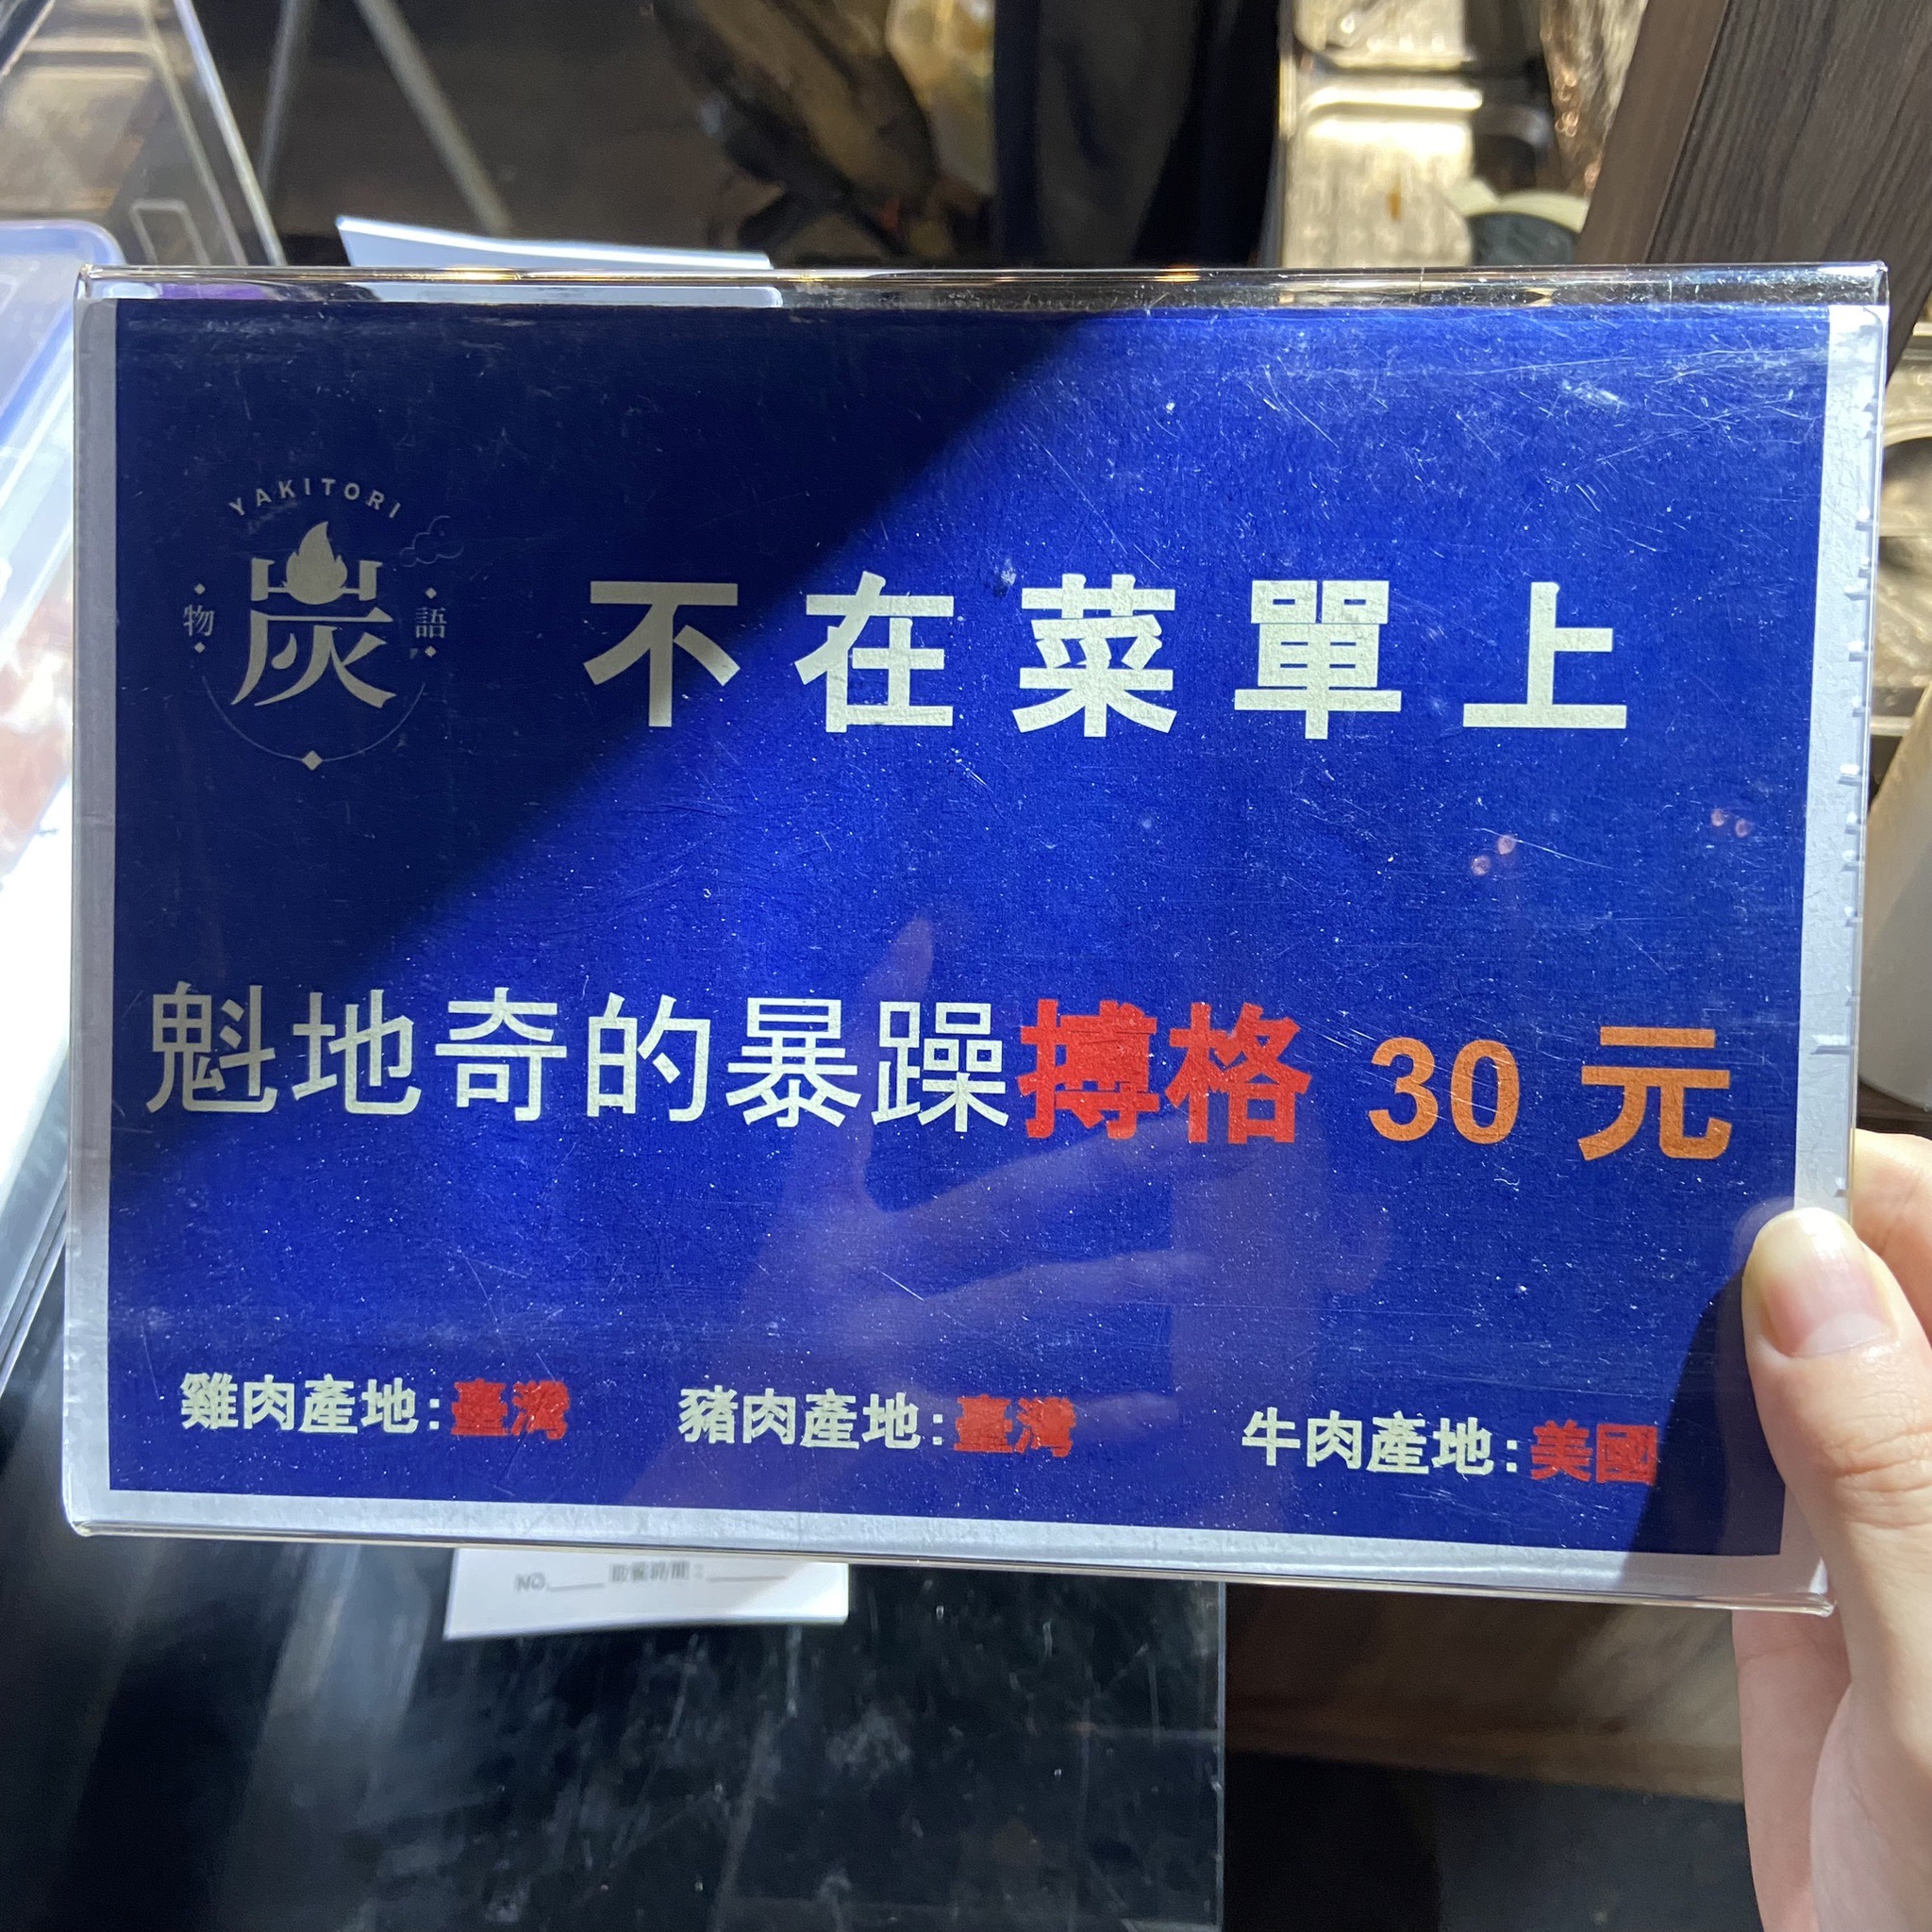 YAKITORI
物 炭 語
不在菜單上
魁地奇的暴躁搏格 30 元
雞肉產地:臺灣 豬肉產地:臺灣 牛肉產地:美國
NO.